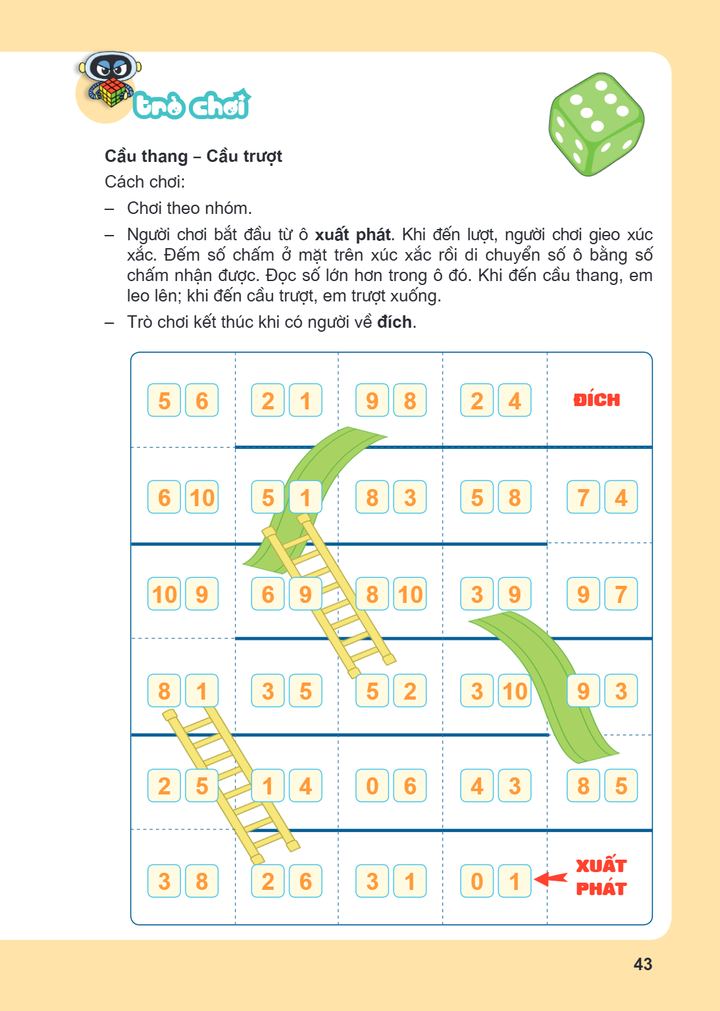 trò chơi
Cầu thang – Cầu trượt
Cách chơi:
– Chơi theo nhóm.
– Người chơi bắt đầu từ ô xuất phát. Khi đến lượt, người chơi gieo xúc
xắc. Đếm số chấm ở mặt trên xúc xắc rồi di chuyển số ô bằng số
chấm nhận được. Đọc số lớn hơn trong ô đó. Khi đến cầu thang, em
leo lên; khi đến cầu trượt, em trượt xuống.
– Trò chơi kết thúc khi có người về đích.
5 6 2 1 9 8 2 4 ĐÍCH
6 10 5 1 8 3 5 8 7 4
10 9 6 9 8 10 3 9 9 7
8 1 3 5 5 2 3 10 9 3
2 5 1 4 0 6 4 3 8 5
3 8 2 6 3 1 0 1 XUẤT
PHÁT
43